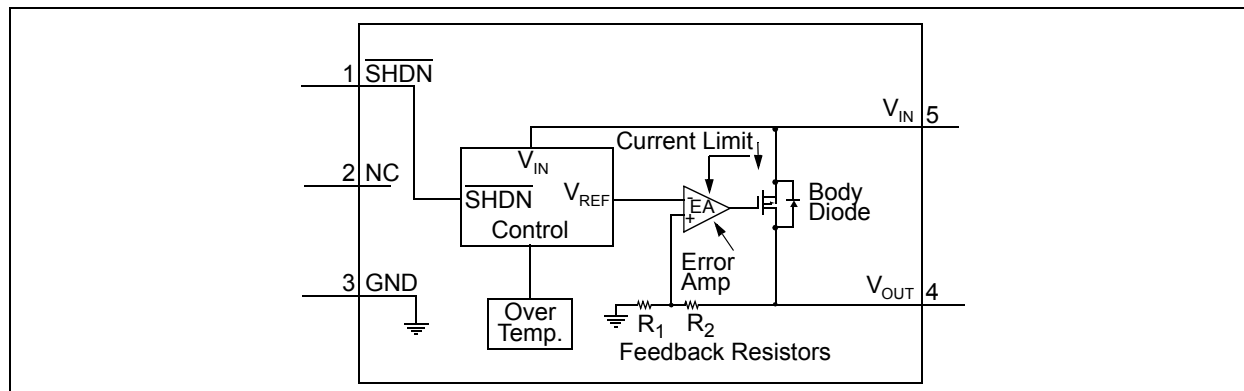 1 SHDN
V_IN 5
Current Limit
V_IN
2 NC
SHDN
V_REF
-
EA
+
Body
Diode
Control
Error
Amp
3 GND
V_OUT 4
Over
Temp.
R_1 R_2
Feedback Resistors